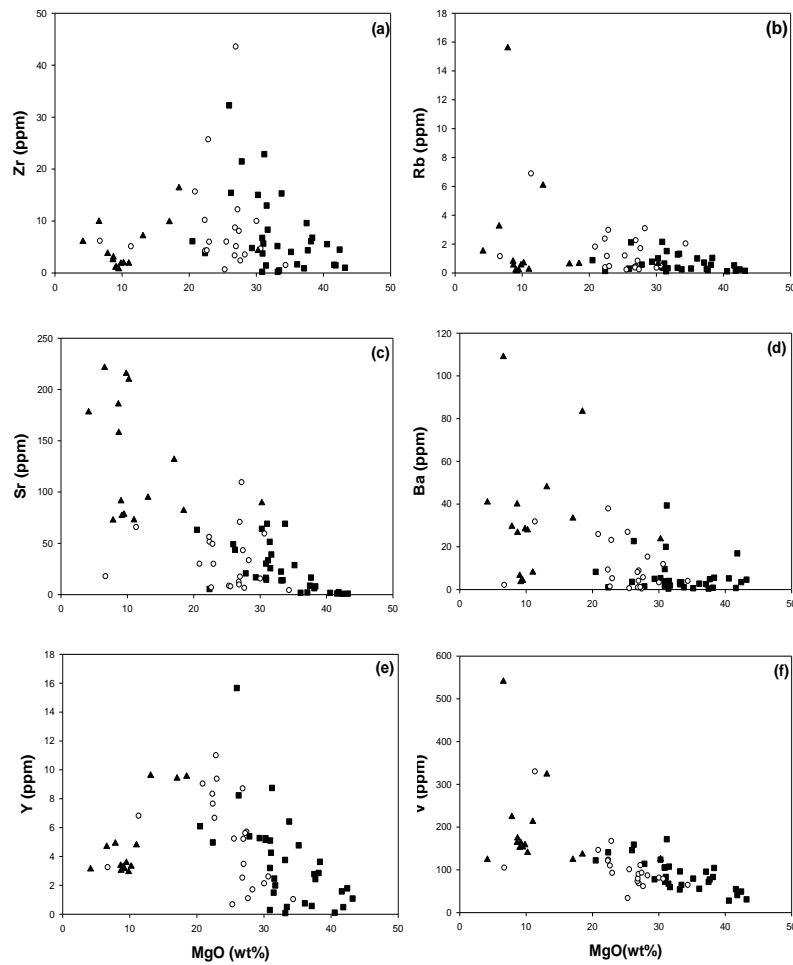 50
40
30
20
10
0
0 10 20 30 40 50
Zr (ppm)
(a)
18
16
14
12
10
8
6
4
2
0
0 10 20 30 40 50
Rb (ppm)
(b)
250
200
150
100
50
0
0 10 20 30 40 50
Sr (ppm)
(c)
120
100
80
60
40
20
0
0 10 20 30 40 50
Ba (ppm)
(d)
18
16
14
12
10
8
6
4
2
0
0 10 20 30 40 50
Y (ppm)
MgO (wt%)
(e)
600
500
400
300
200
100
0
0 10 20 30 40 50
V (ppm)
MgO(wt%)
(f)